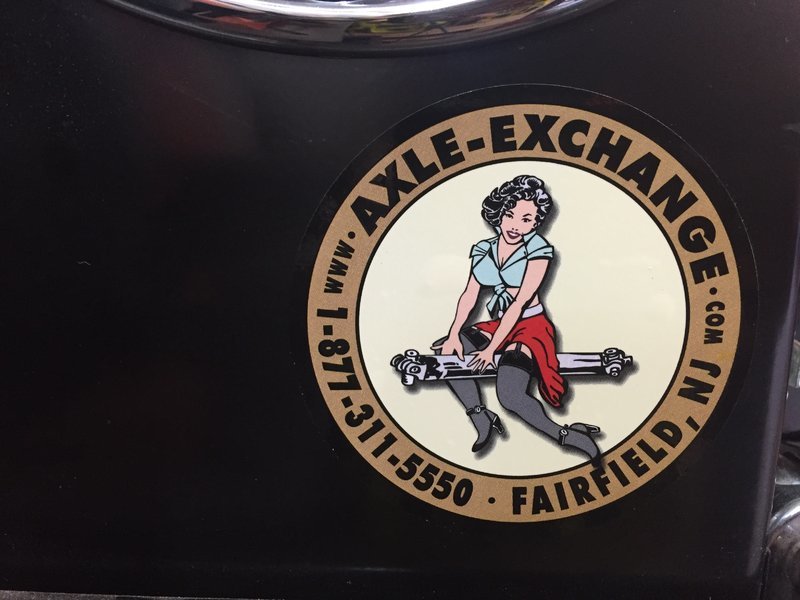 WWW.AXLE-EXCHANGE.COM
1-877-311-5550 · FAIRFIELD, NJ